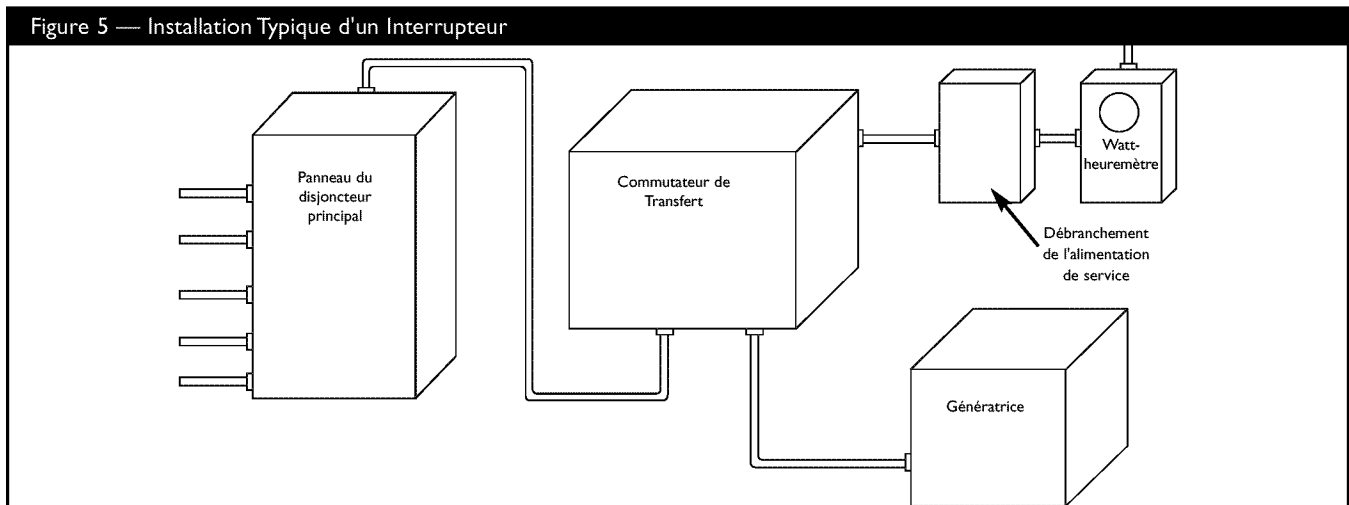 Figure 5 — Installation Typique d'un Interrupteur
Panneau du
disjoncteur
principal
Commutateur de
Transfert
Watt-
heuremètre
Débranchement
de l'alimentation
de service
Génératrice